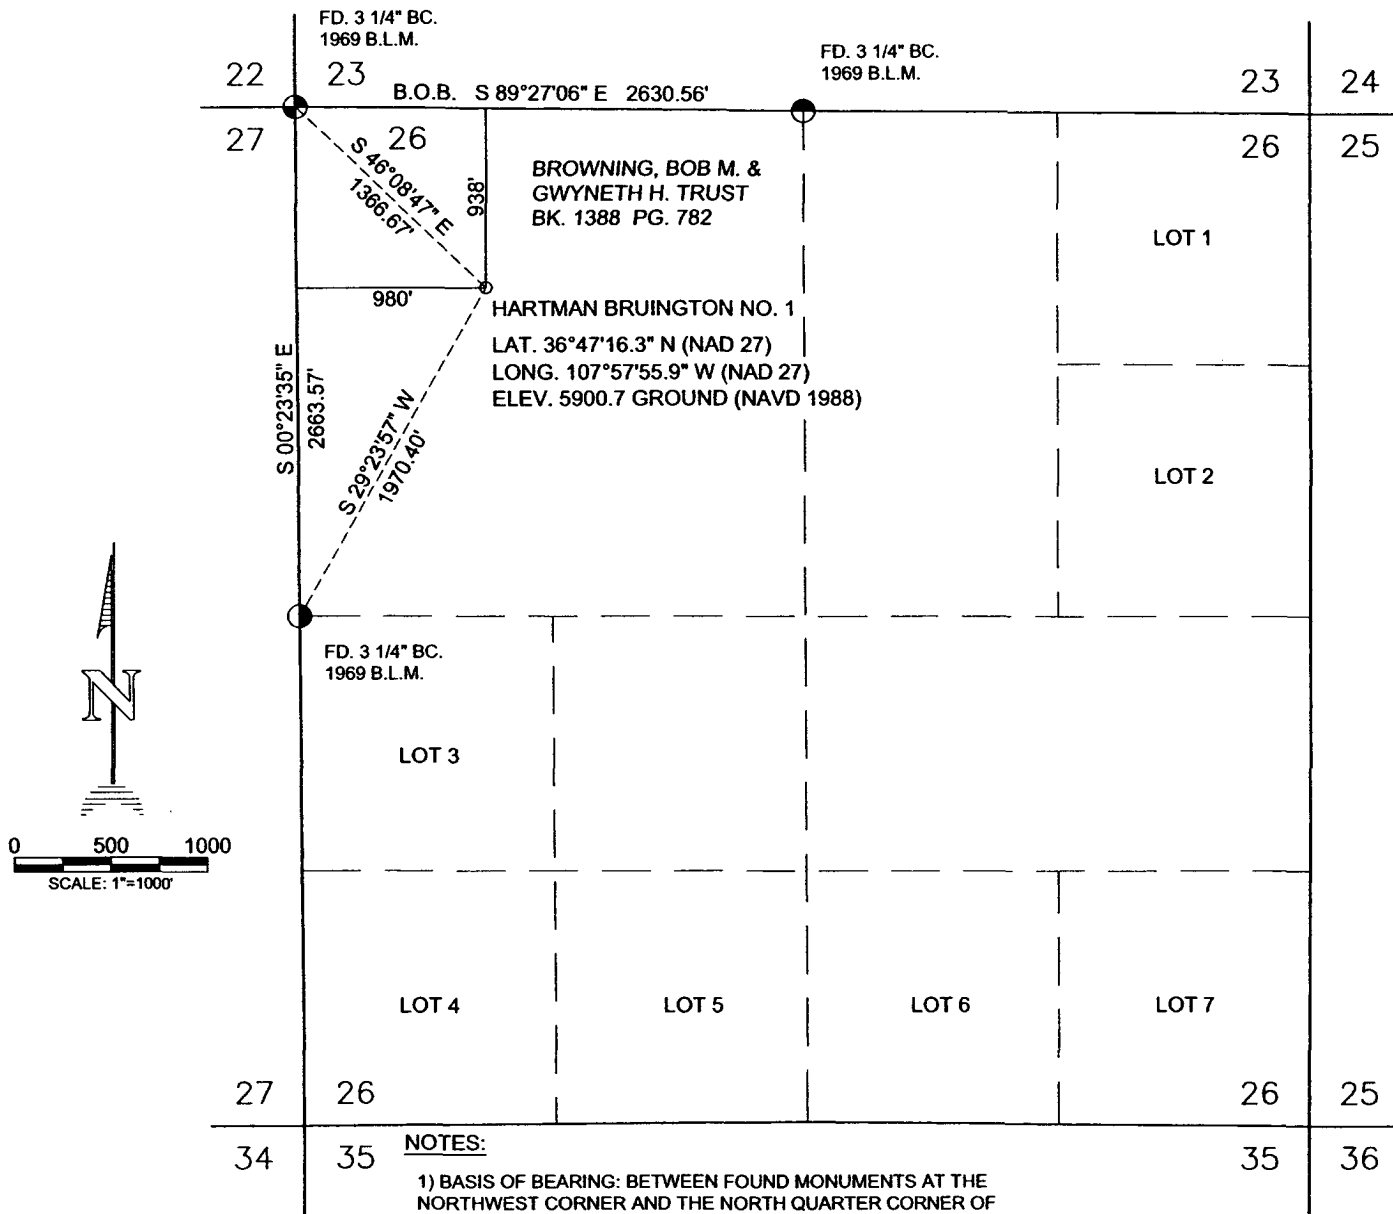 FD. 3 1/4" BC.
1969 B.L.M.
FD. 3 1/4" BC.
1969 B.L.M.
22
23
23
24
B.O.B. S 89°27'06" E 2630.56'
27
26
26
25
S 46°08'47" E
1366.67'
938'
BROWNING, BOB M. &
GWYNETH H. TRUST
BK. 1388 PG. 782
LOT 1
980'
HARTMAN BRUINGTON NO. 1
LAT. 36°47'16.3" N (NAD 27)
LONG. 107°57'55.9" W (NAD 27)
ELEV. 5900.7 GROUND (NAVD 1988)
S 00°23'35" E
2663.57'
S 29°23'57" W
1970.40'
LOT 2
FD. 3 1/4" BC.
1969 B.L.M.
N
LOT 3
0 500 1000
SCALE: 1"=1000'
LOT 4
LOT 5
LOT 6
LOT 7
27
26
26
25
34
35
35
36
NOTES:
1) BASIS OF BEARING: BETWEEN FOUND MONUMENTS AT THE
NORTHWEST CORNER AND THE NORTH QUARTER CORNER OF